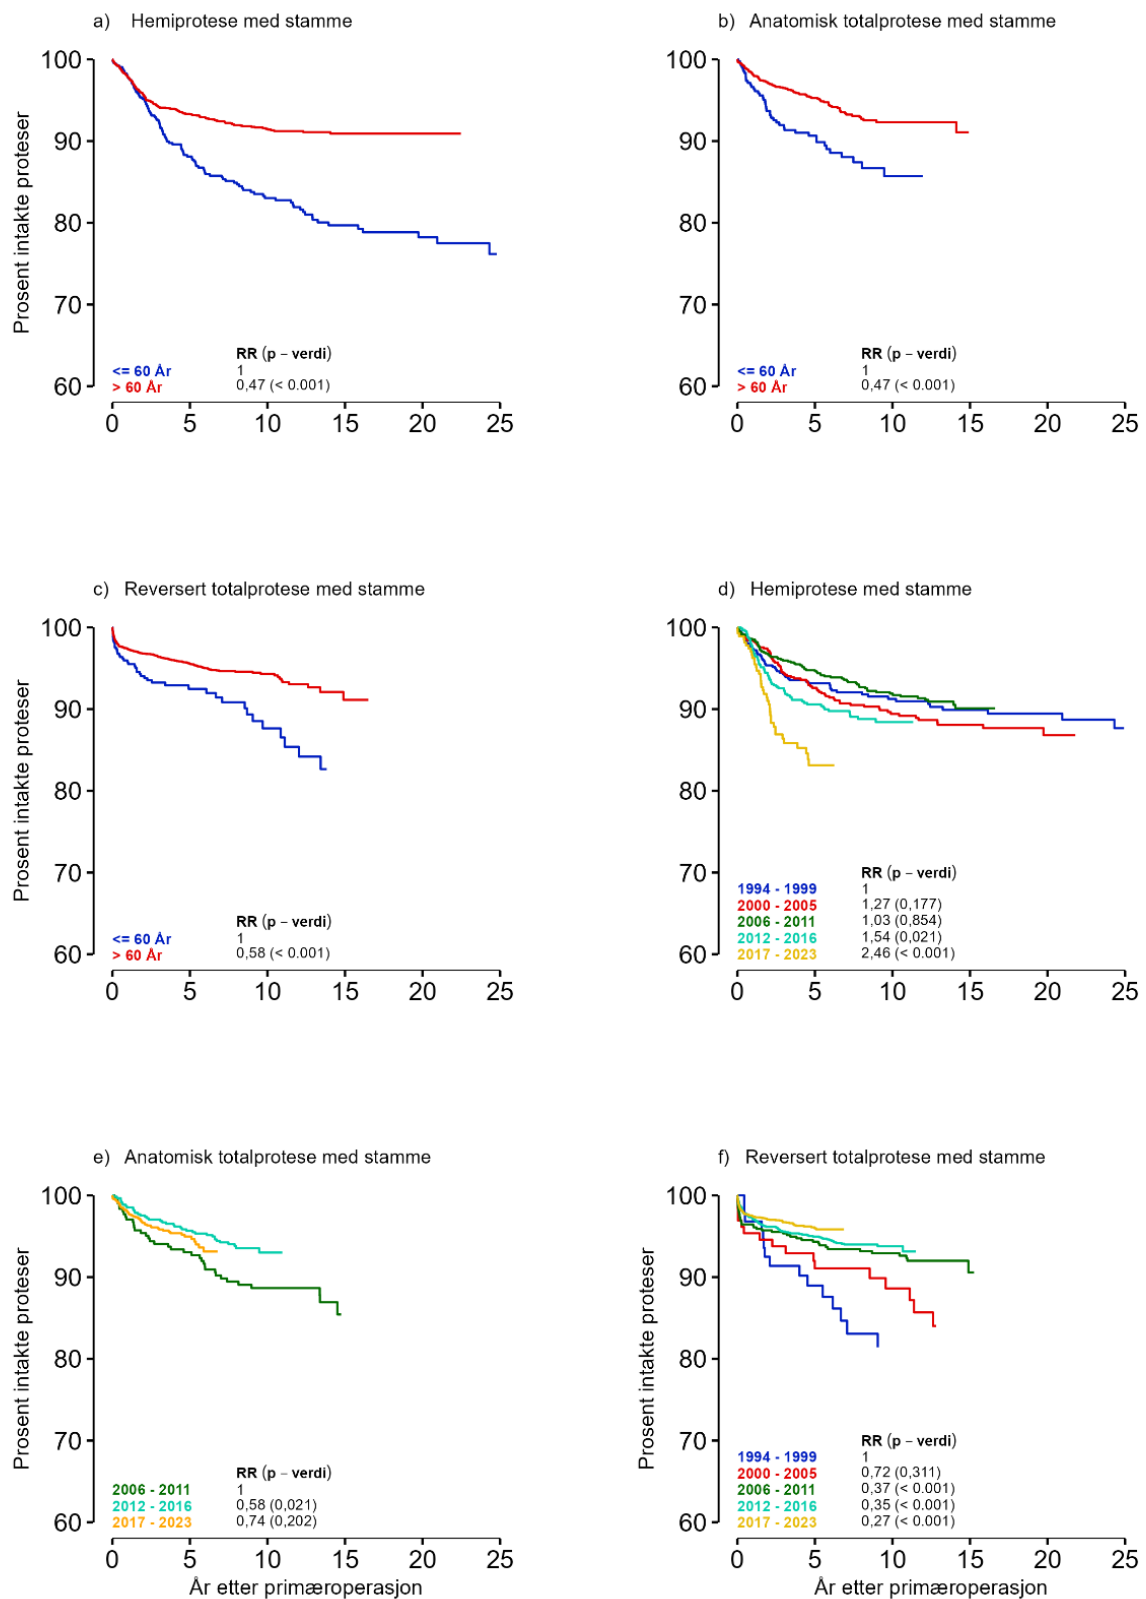 a) Hemiprotese med stamme
100
90
80
70
60
Prosent intakte proteser
RR (p – verdi)
<= 60 År 1
> 60 År 0,47 (< 0.001)
0 5 10 15 20 25
b) Anatomisk totalprotese med stamme
100
90
80
70
60
RR (p – verdi)
<= 60 År 1
> 60 År 0,47 (< 0.001)
0 5 10 15 20 25
c) Reversert totalprotese med stamme
100
90
80
70
60
Prosent intakte proteser
RR (p – verdi)
<= 60 År 1
> 60 År 0,58 (< 0.001)
0 5 10 15 20 25
d) Hemiprotese med stamme
100
90
80
70
60
RR (p – verdi)
1994 - 1999 1
2000 - 2005 1,27 (0,177)
2006 - 2011 1,03 (0,854)
2012 - 2016 1,54 (0,021)
2017 - 2023 2,46 (< 0.001)
0 5 10 15 20 25
e) Anatomisk totalprotese med stamme
100
90
80
70
60
Prosent intakte proteser
RR (p – verdi)
2006 - 2011 1
2012 - 2016 0,58 (0,021)
2017 - 2023 0,74 (0,202)
0 5 10 15 20 25
År etter primæroperasjon
f) Reversert totalprotese med stamme
100
90
80
70
60
Prosent intakte proteser
RR (p – verdi)
1994 - 1999 1
2000 - 2005 0,72 (0,311)
2006 - 2011 0,37 (< 0.001)
2012 - 2016 0,35 (< 0.001)
2017 - 2023 0,27 (< 0.001)
0 5 10 15 20 25
År etter primæroperasjon